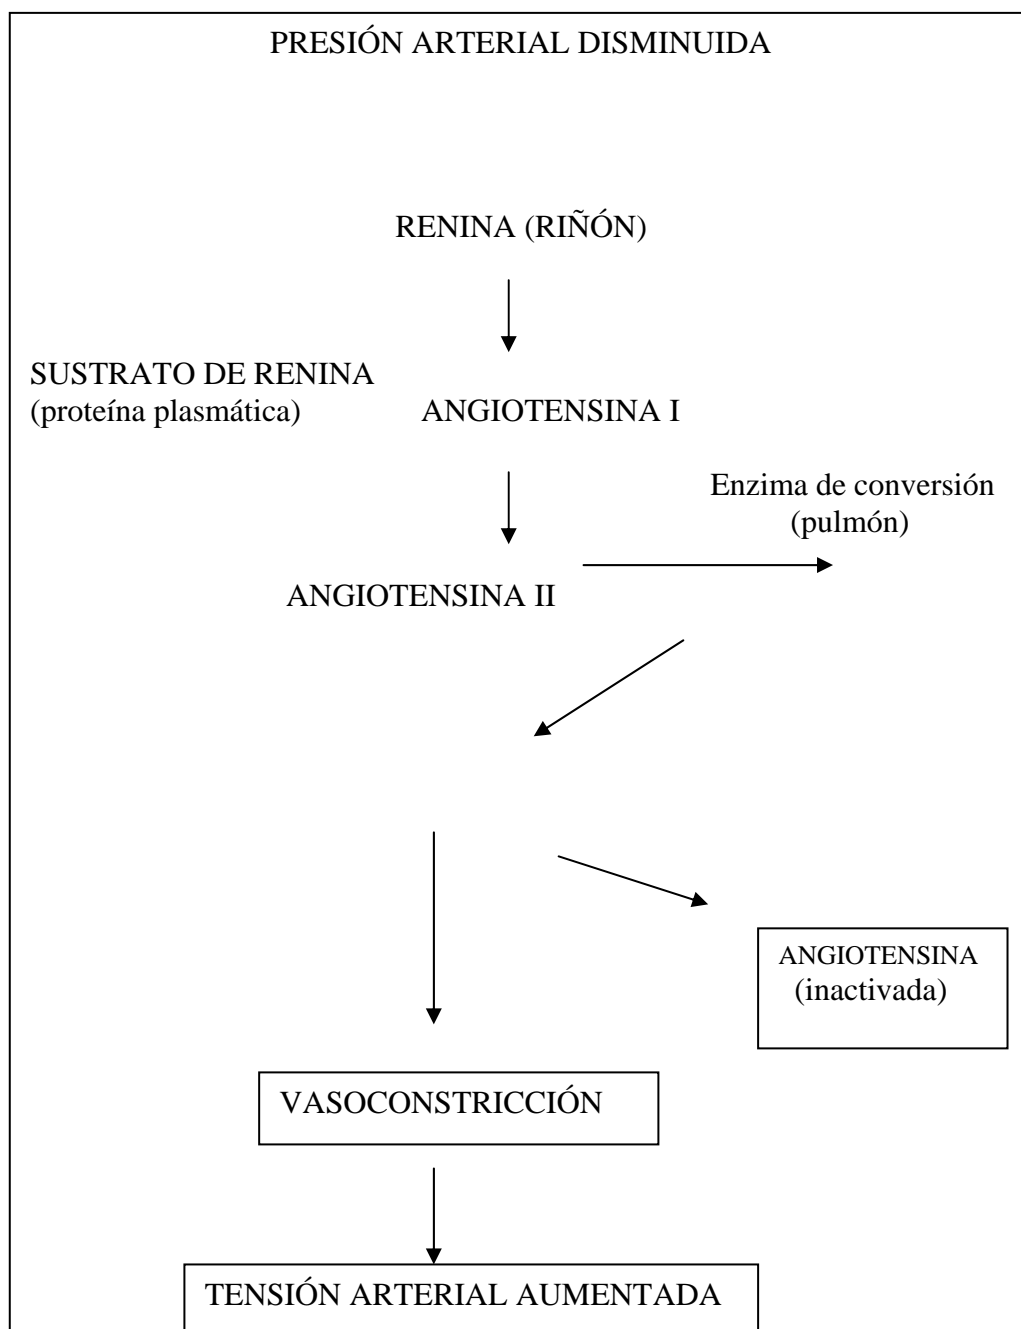 PRESIÓN ARTERIAL DISMINUIDA
RENINA (RIÑÓN)
SUSTRATO DE RENINA
(proteína plasmática)
ANGIOTENSINA I
Enzima de conversión
(pulmón)
ANGIOTENSINA II
ANGIOTENSINA
(inactivada)
VASOCONSTRICCIÓN
TENSIÓN ARTERIAL AUMENTADA